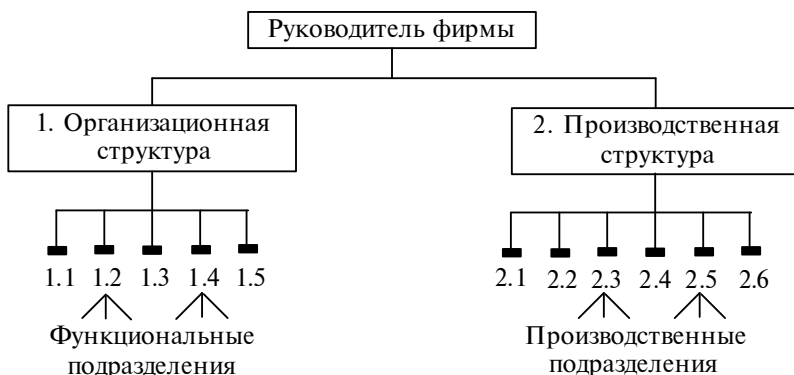 Руководитель фирмы
1. Организационная
структура
2. Производственная
структура
1.1 1.2 1.3 1.4 1.5
2.1 2.2 2.3 2.4 2.5 2.6
Функциональные
подразделения
Производственные
подразделения